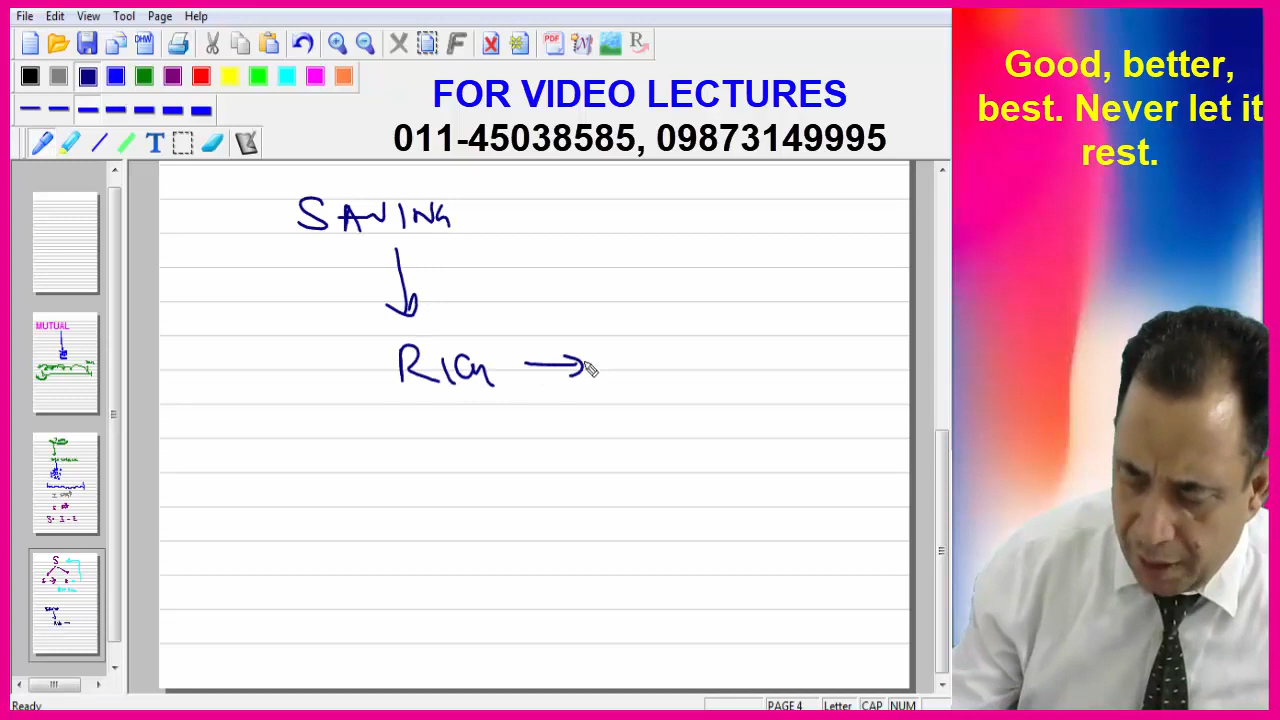 File Edit View Tool Page Help
FOR VIDEO LECTURES
011-45038585, 09873149995
Good, better,
best. Never let it
rest.
SAVING
RICH
MUTUAL
Ready
PAGE 4 Letter CAP NUM